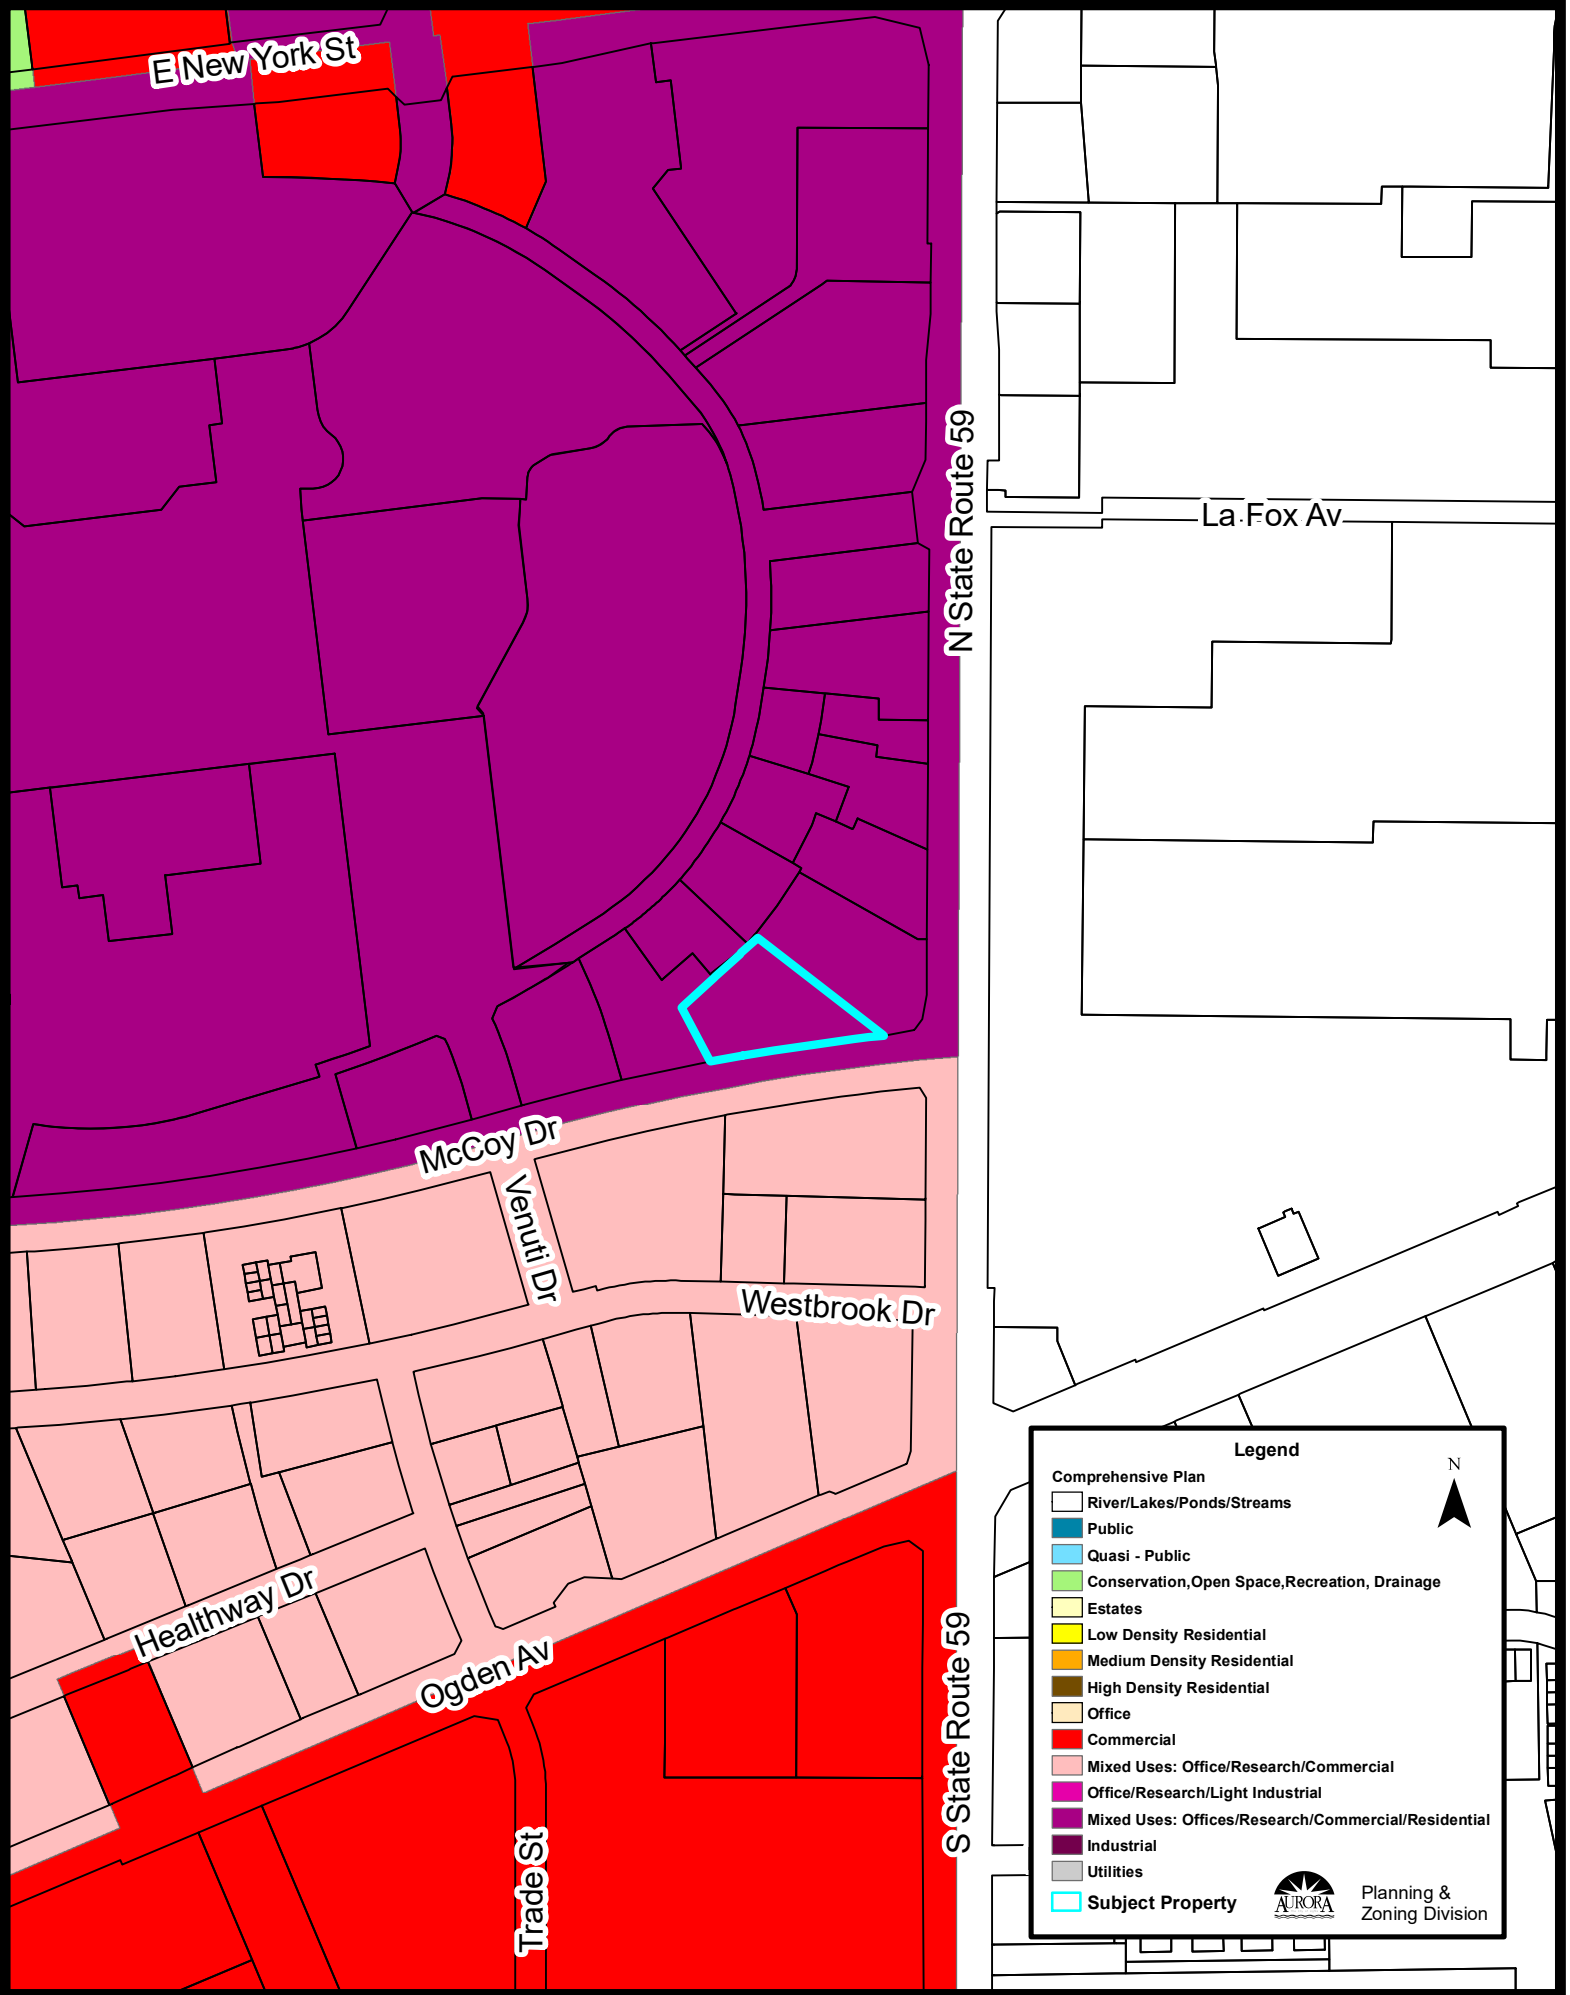 E New York St
N State Route 59
La Fox Av
McCoy Dr
Venuti Dr
Westbrook Dr
Healthway Dr
Ogden Av
S State Route 59
Trade St
Legend
N
Comprehensive Plan
River/Lakes/Ponds/Streams
Public
Quasi - Public
Conservation,Open Space,Recreation, Drainage
Estates
Low Density Residential
Medium Density Residential
High Density Residential
Office
Commercial
Mixed Uses: Office/Research/Commercial
Office/Research/Light Industrial
Mixed Uses: Offices/Research/Commercial/Residential
Industrial
Utilities
Subject Property
AURORA
Planning &
Zoning Division